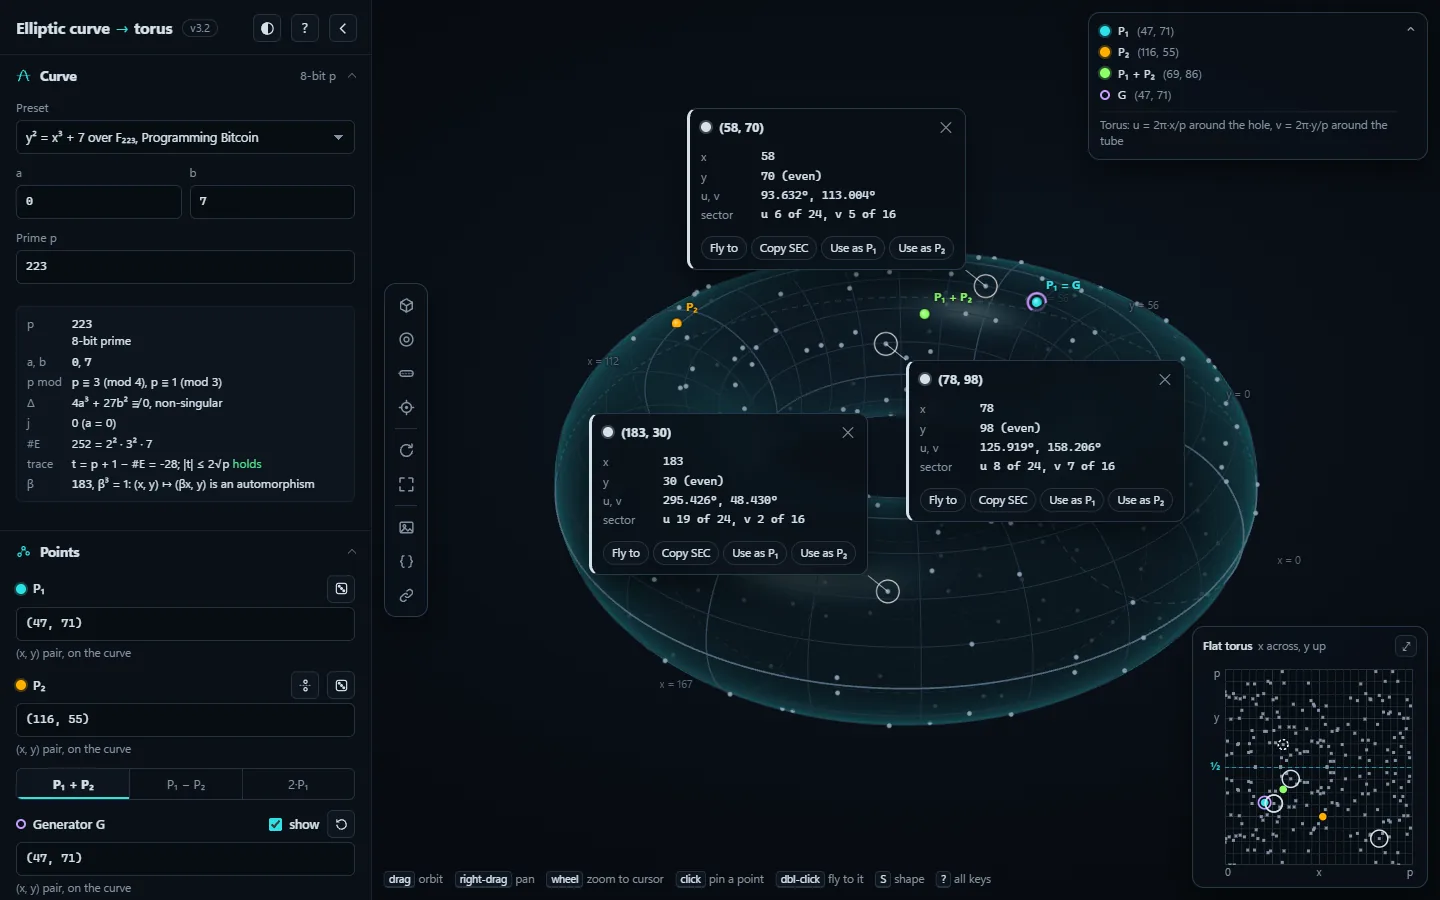 Elliptic curve → torus v3.2
?
Curve 8-bit p
Preset
y² = x³ + 7 over F₂₂₃, Programming Bitcoin
a b
0 7
Prime p
223
p 223
8-bit prime
a, b 0, 7
p mod p ≡ 3 (mod 4), p ≡ 1 (mod 3)
Δ 4a³ + 27b² ≢ 0, non-singular
j 0 (a = 0)
#E 252 = 2² · 3² · 7
trace t = p + 1 − #E = -28; |t| ≤ 2√p holds
β 183, β³ = 1: (x, y) ↦ (βx, y) is an automorphism
Points
P₁
(47, 71)
(x, y) pair, on the curve
P₂
(116, 55)
(x, y) pair, on the curve
P₁ + P₂ P₁ − P₂ 2·P₁
Generator G show
(47, 71)
(x, y) pair, on the curve
P₁ (47, 71)
P₂ (116, 55)
P₁ + P₂ (69, 86)
G (47, 71)
Torus: u = 2π·x/p around the hole, v = 2π·y/p around the
tube
(58, 70)
x 58
y 70 (even)
u, v 93.632°, 113.004°
sector u 6 of 24, v 5 of 16
Fly to Copy SEC Use as P₁ Use as P₂
P₁ = G
P₁ + P₂
P₂
y = 56
x = 112
y = 0
(78, 98)
x 78
y 98 (even)
u, v 125.919°, 158.206°
sector u 8 of 24, v 7 of 16
Fly to Copy SEC Use as P₁ Use as P₂
(183, 30)
x 183
y 30 (even)
u, v 295.426°, 48.430°
sector u 19 of 24, v 2 of 16
Fly to Copy SEC Use as P₁ Use as P₂
x = 0
x = 167
Flat torus x across, y up
p
y
½
0 x p
drag orbit right-drag pan wheel zoom to cursor click pin a point dbl-click fly to it S shape ? all keys